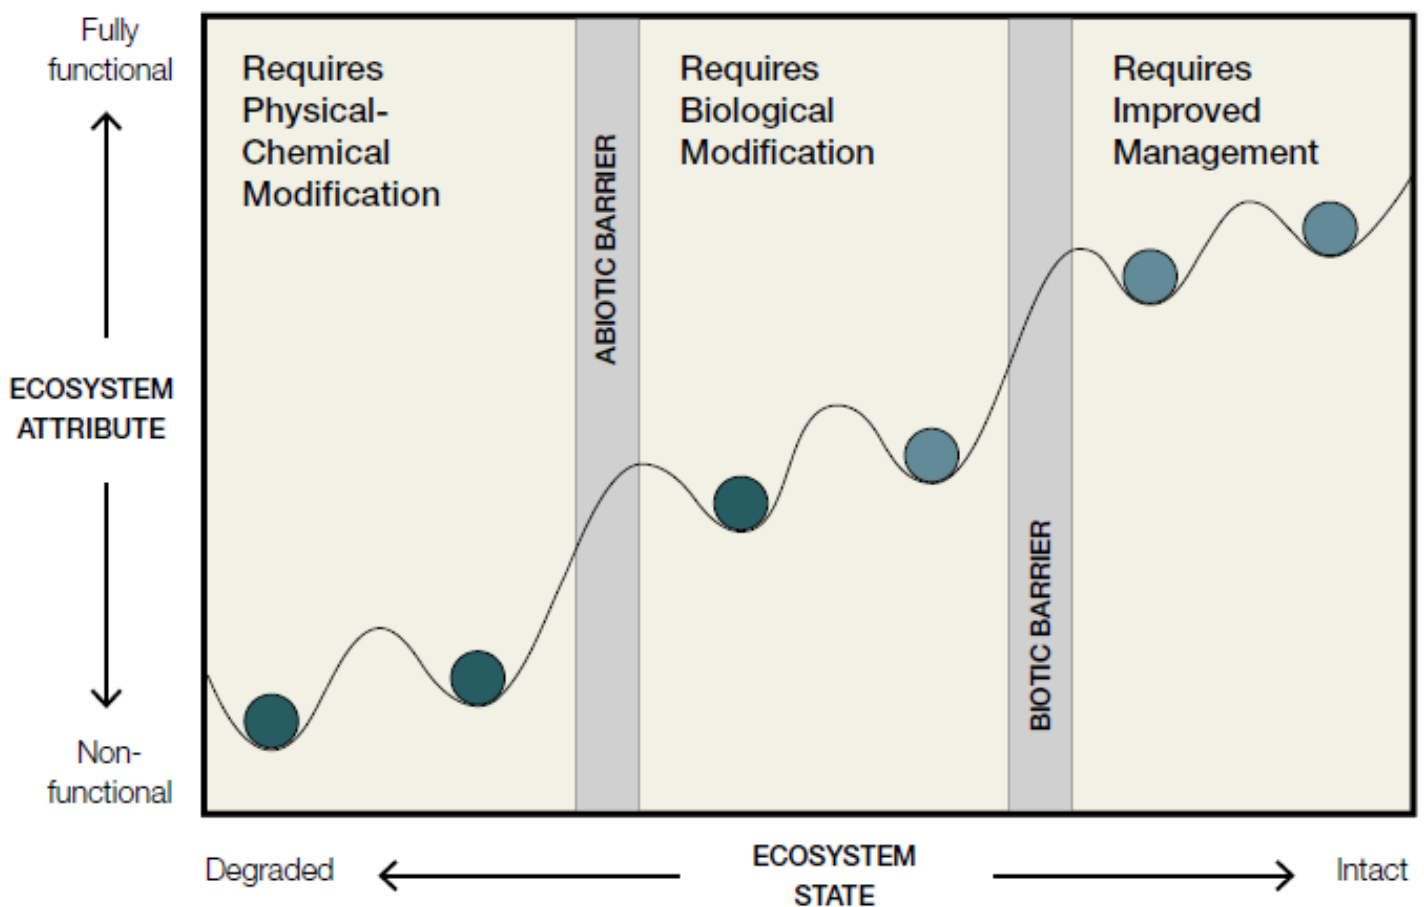 Fully
functional
ECOSYSTEM
ATTRIBUTE
Non-
functional
Requires
Physical-
Chemical
Modification
ABIOTIC BARRIER
Requires
Biological
Modification
BIOTIC BARRIER
Requires
Improved
Management
Degraded
ECOSYSTEM
STATE
Intact